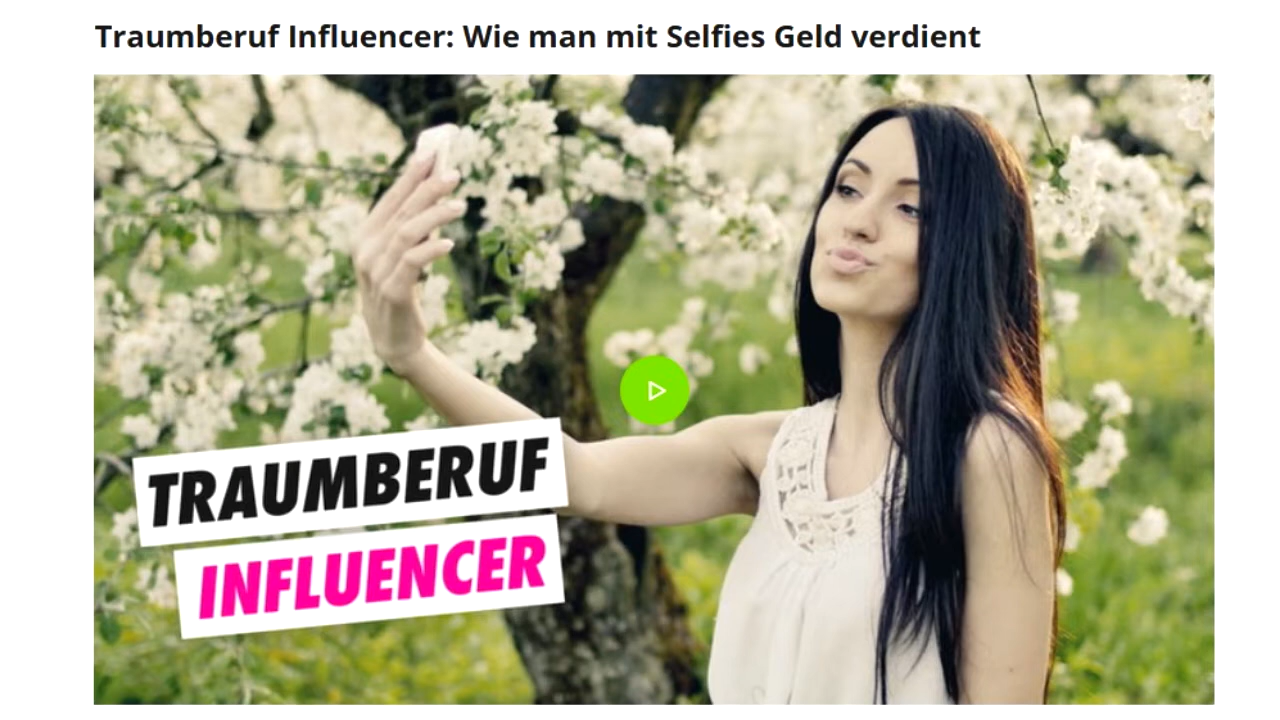 Traumberuf Influencer: Wie man mit Selfies Geld verdient
TRAUMBERUF
INFLUENCER